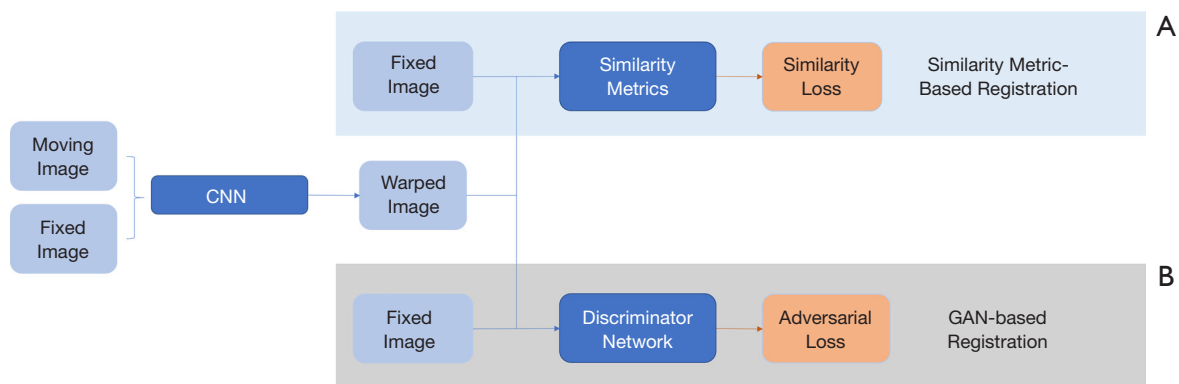 A
Fixed
Image
Similarity
Metrics
Similarity
Loss
Similarity Metric-
Based Registration
Moving
Image
Fixed
Image
CNN
Warped
Image
B
Fixed
Image
Discriminator
Network
Adversarial
Loss
GAN-based
Registration